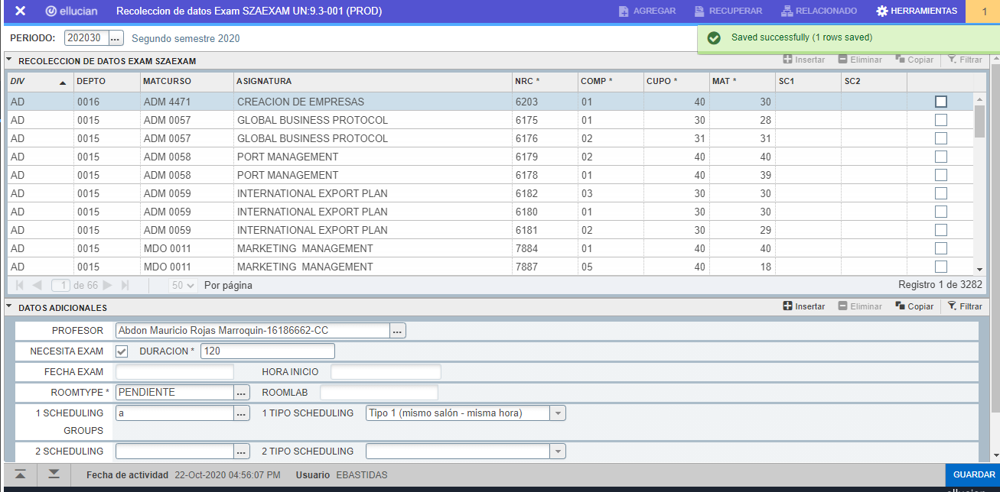 ellucian Recoleccion de datos Exam SZAEXAM UN:9.3-001 (PROD) AGREGAR RECUPERAR RELACIONADO HERRAMIENTAS 1
PERIODO: 202030 ... Segundo semestre 2020 Saved successfully (1 rows saved)
RECOLECCION DE DATOS EXAM SZAEXAM Insertar Eliminar Copiar Filtrar
DIV DEPTO MATCURSO ASIGNATURA NRC * COMP * CUPO * MAT * SC1 SC2
AD 0016 ADM 4471 CREACION DE EMPRESAS 6203 01 40 30
AD 0015 ADM 0057 GLOBAL BUSINESS PROTOCOL 6175 01 30 28
AD 0015 ADM 0057 GLOBAL BUSINESS PROTOCOL 6176 02 31 31
AD 0015 ADM 0058 PORT MANAGEMENT 6179 02 40 40
AD 0015 ADM 0058 PORT MANAGEMENT 6178 01 40 39
AD 0015 ADM 0059 INTERNATIONAL EXPORT PLAN 6182 03 30 30
AD 0015 ADM 0059 INTERNATIONAL EXPORT PLAN 6180 01 30 30
AD 0015 ADM 0059 INTERNATIONAL EXPORT PLAN 6181 02 30 29
AD 0015 MDO 0011 MARKETING MANAGEMENT 7884 01 40 40
AD 0015 MDO 0011 MARKETING MANAGEMENT 7887 05 40 18
1 de 66 50 Por página Registro 1 de 3282
DATOS ADICIONALES Insertar Eliminar Copiar Filtrar
PROFESOR Abdon Mauricio Rojas Marroquin-16186662-CC ...
NECESITA EXAM DURACION * 120
FECHA EXAM HORA INICIO
ROOMTYPE * PENDIENTE ... ROOMLAB
1 SCHEDULING a ... 1 TIPO SCHEDULING Tipo 1 (mismo salón - misma hora)
GROUPS
2 SCHEDULING ... 2 TIPO SCHEDULING
Fecha de actividad 22-Oct-2020 04:56:07 PM Usuario EBASTIDAS GUARDAR
ellucian